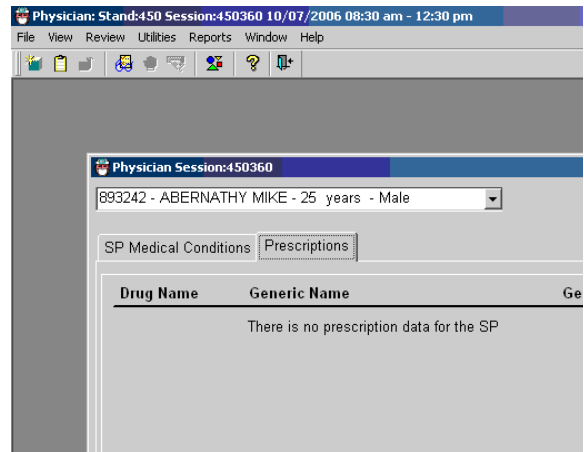 Physician: Stand:450 Session:450360 10/07/2006 08:30 am - 12:30 pm
File View Review Utilities Reports Window Help
Physician Session:450360
893242 - ABERNATHY MIKE - 25 years - Male
SP Medical Conditions Prescriptions
Drug Name Generic Name Ge
There is no prescription data for the SP